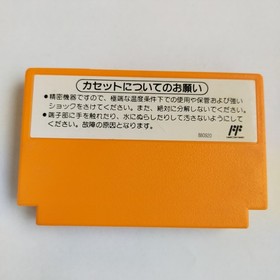 カセットについてのお願い
●精密機器ですので、極端な温度条件下での使用や保管および強い
ショックをさけてください。また、絶対に分解しないでください。
●端子部に手を触れたり、水にぬらしたりして汚さないようにして
ください。故障の原因となります。